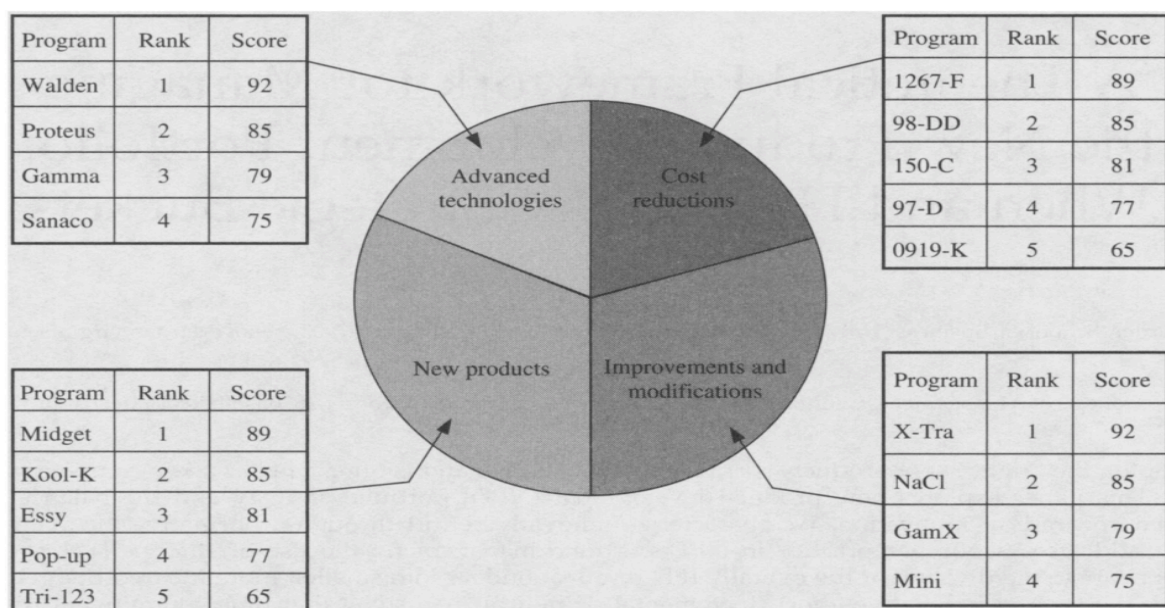 Program Rank Score
Walden 1 92
Proteus 2 85
Gamma 3 79
Sanaco 4 75
Program Rank Score
1267-F 1 89
98-DD 2 85
150-C 3 81
97-D 4 77
0919-K 5 65
Advanced
technologies
Cost
reductions
New products
Improvements and
modifications
Program Rank Score
Midget 1 89
Kool-K 2 85
Essy 3 81
Pop-up 4 77
Tri-123 5 65
Program Rank Score
X-Tra 1 92
NaCl 2 85
GamX 3 79
Mini 4 75